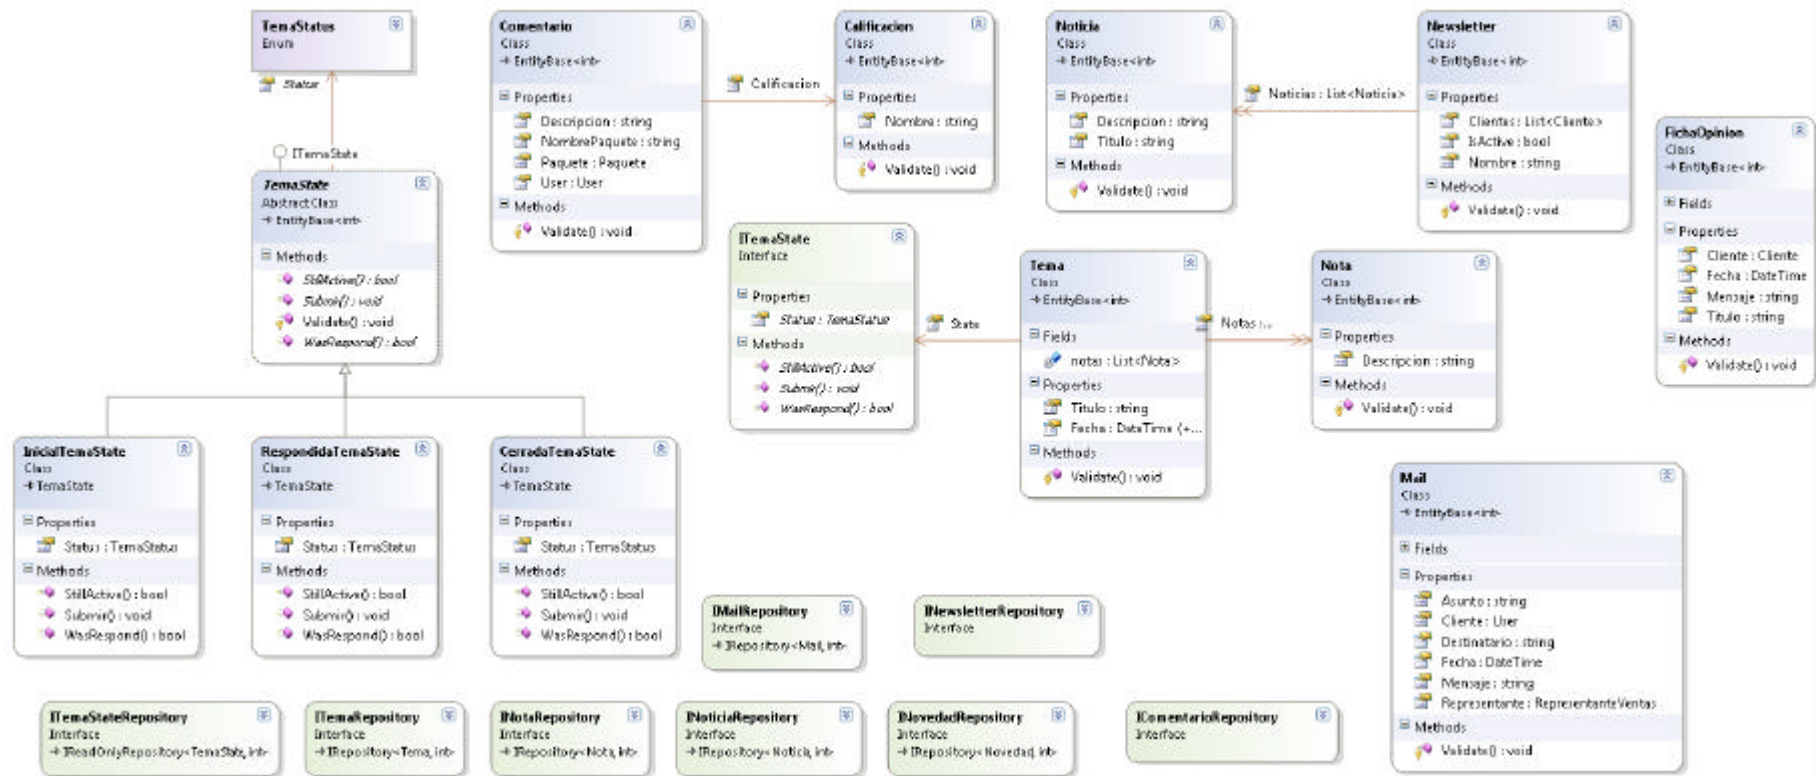 TemaStatus
Enum
Status
ITemaState
TemaState
Abstract Class
EntityBase<int>
Methods
StillActive() : bool
Submir() : void
Validate() : void
WasRespond() : bool
Comentario
Class
EntityBase<int>
Properties
Descripcion : string
NombrePaquete : string
Paquete : Paquete
User : User
Methods
Validate() : void
Calificacion
Calificacion
Class
EntityBase<int>
Properties
Nombre : string
Methods
Validate() : void
Noticia
Class
EntityBase<int>
Properties
Descripcion : string
Titulo : string
Methods
Validate() : void
Noticias : List<Noticia>
Newsletter
Class
EntityBase<int>
Properties
Clientes : List<Cliente>
IsActive : bool
Nombre : string
Methods
Validate() : void
FichaOpinion
Class
EntityBase<int>
Fields
Properties
Cliente : Cliente
Fecha : DateTime
Mensaje : string
Titulo : string
Methods
Validate() : void
ITemaState
Interface
Properties
Status : TemaStatus
Methods
StillActive() : bool
Submir() : void
WasRespond() : bool
State
Tema
Class
EntityBase<int>
Fields
notas : List<Nota>
Properties
Titulo : string
Fecha : DateTime {+...
Methods
Validate() : void
Notas :...
Nota
Class
EntityBase<int>
Properties
Descripcion : string
Methods
Validate() : void
InicialTemaState
Class
TemaState
Properties
Status : TemaStatus
Methods
StillActive() : bool
Submir() : void
WasRespond() : bool
RespondidaTemaState
Class
TemaState
Properties
Status : TemaStatus
Methods
StillActive() : bool
Submir() : void
WasRespond() : bool
CerradaTemaState
Class
TemaState
Properties
Status : TemaStatus
Methods
StillActive() : bool
Submir() : void
WasRespond() : bool
Mail
Class
EntityBase<int>
Fields
Properties
Asunto : string
Cliente : User
Destinatario : string
Fecha : DateTime
Mensaje : string
Representante : RepresentanteVentas
Methods
Validate() : void
IMailRepository
Interface
IRepository<Mail, int>
INewsletterRepository
Interface
ITemaStateRepository
Interface
IReadOnlyRepository<TemaState, int>
ITemaRepository
Interface
IRepository<Tema, int>
INotaRepository
Interface
IRepository<Nota, int>
INoticiaRepository
Interface
IRepository<Noticia, int>
INovedadRepository
Interface
IRepository<Novedad, int>
IComentarioRepository
Interface